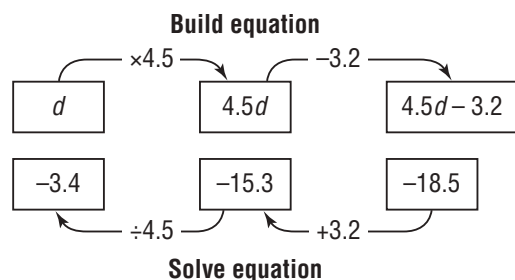 Build equation
×4.5 –3.2
d 4.5d 4.5d – 3.2
–3.4 –15.3 –18.5
÷4.5 +3.2
Solve equation